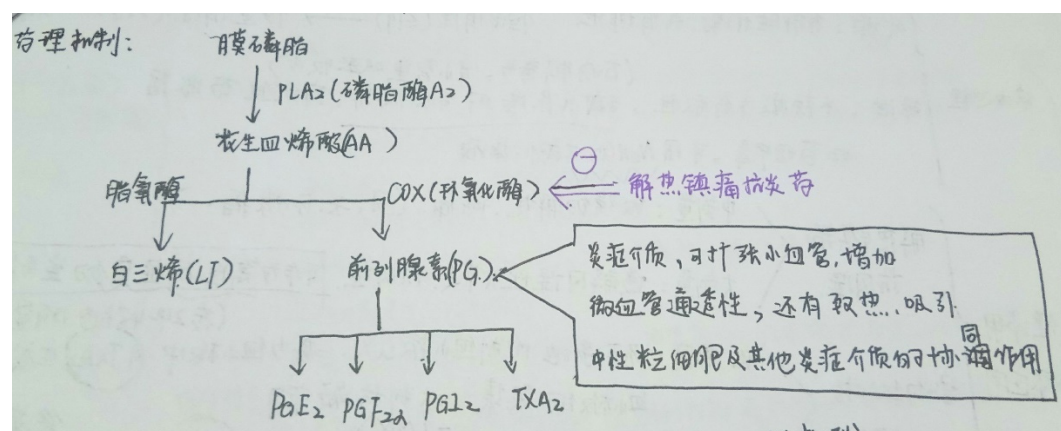 药理机制:
膜磷脂
PLA2(磷脂酶A2)
花生四烯酸(AA)
脂氧酶
COX(环氧化酶)
⊖
解热镇痛抗炎药
白三烯(LT)
前列腺素(PG)
炎症介质,可扩张小血管,增加
微血管通透性,还有致热、吸引
中性粒细胞及其他炎症介质的协同作用
PGE2 PGF2α PGI2 TXA2